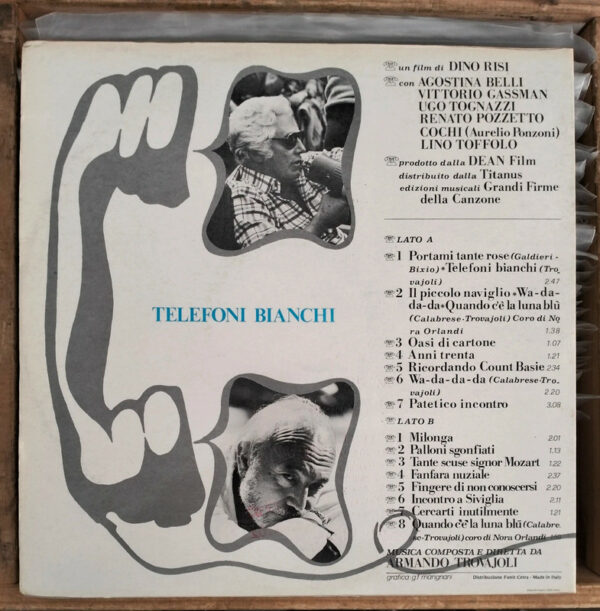 un film di DINO RISI
con AGOSTINA BELLI
VITTORIO GASSMAN
UGO TOGNAZZI
RENATO POZZETTO
COCHI (Aurelio Ponzoni)
LINO TOFFOLO
prodotto dalla DEAN Film
distribuito dalla Titanus
edizioni musicali Grandi Firme
della Canzone
TELEFONI BIANCHI
LATO A
1 Portami tante rose (Galdieri-
Bixio) • Telefoni bianchi (Tro-
vajoli) 2.47
2 Il piccolo naviglio • Wa-da-
da-da • Quando c'è la luna blù
(Calabrese-Trovajoli) Coro di No-
ra Orlandi 1.38
3 Oasi di cartone 1.07
4 Anni trenta 1.21
5 Ricordando Count Basie 2.34
6 Wa-da-da-da (Calabrese-Tro-
vajoli) 2.20
7 Patetico incontro 3.08
LATO B
1 Milonga 2.01
2 Palloni sgonfiati 1.13
3 Tante scuse signor Mozart 1.22
4 Fanfara nuziale 2.37
5 Fingere di non conoscersi 2.20
6 Incontro a Siviglia 2.11
7 Cercarti inutilmente 1.21
8 Quando c'è la luna blù (Calabre-
se-Trovajoli) coro di Nora Orlandi
MUSICA COMPOSTA E DIRETTA DA
ARMANDO TROVAJOLI
grafica: g7 mangnani Distribuzione Fonit Cetra - Made in Italy